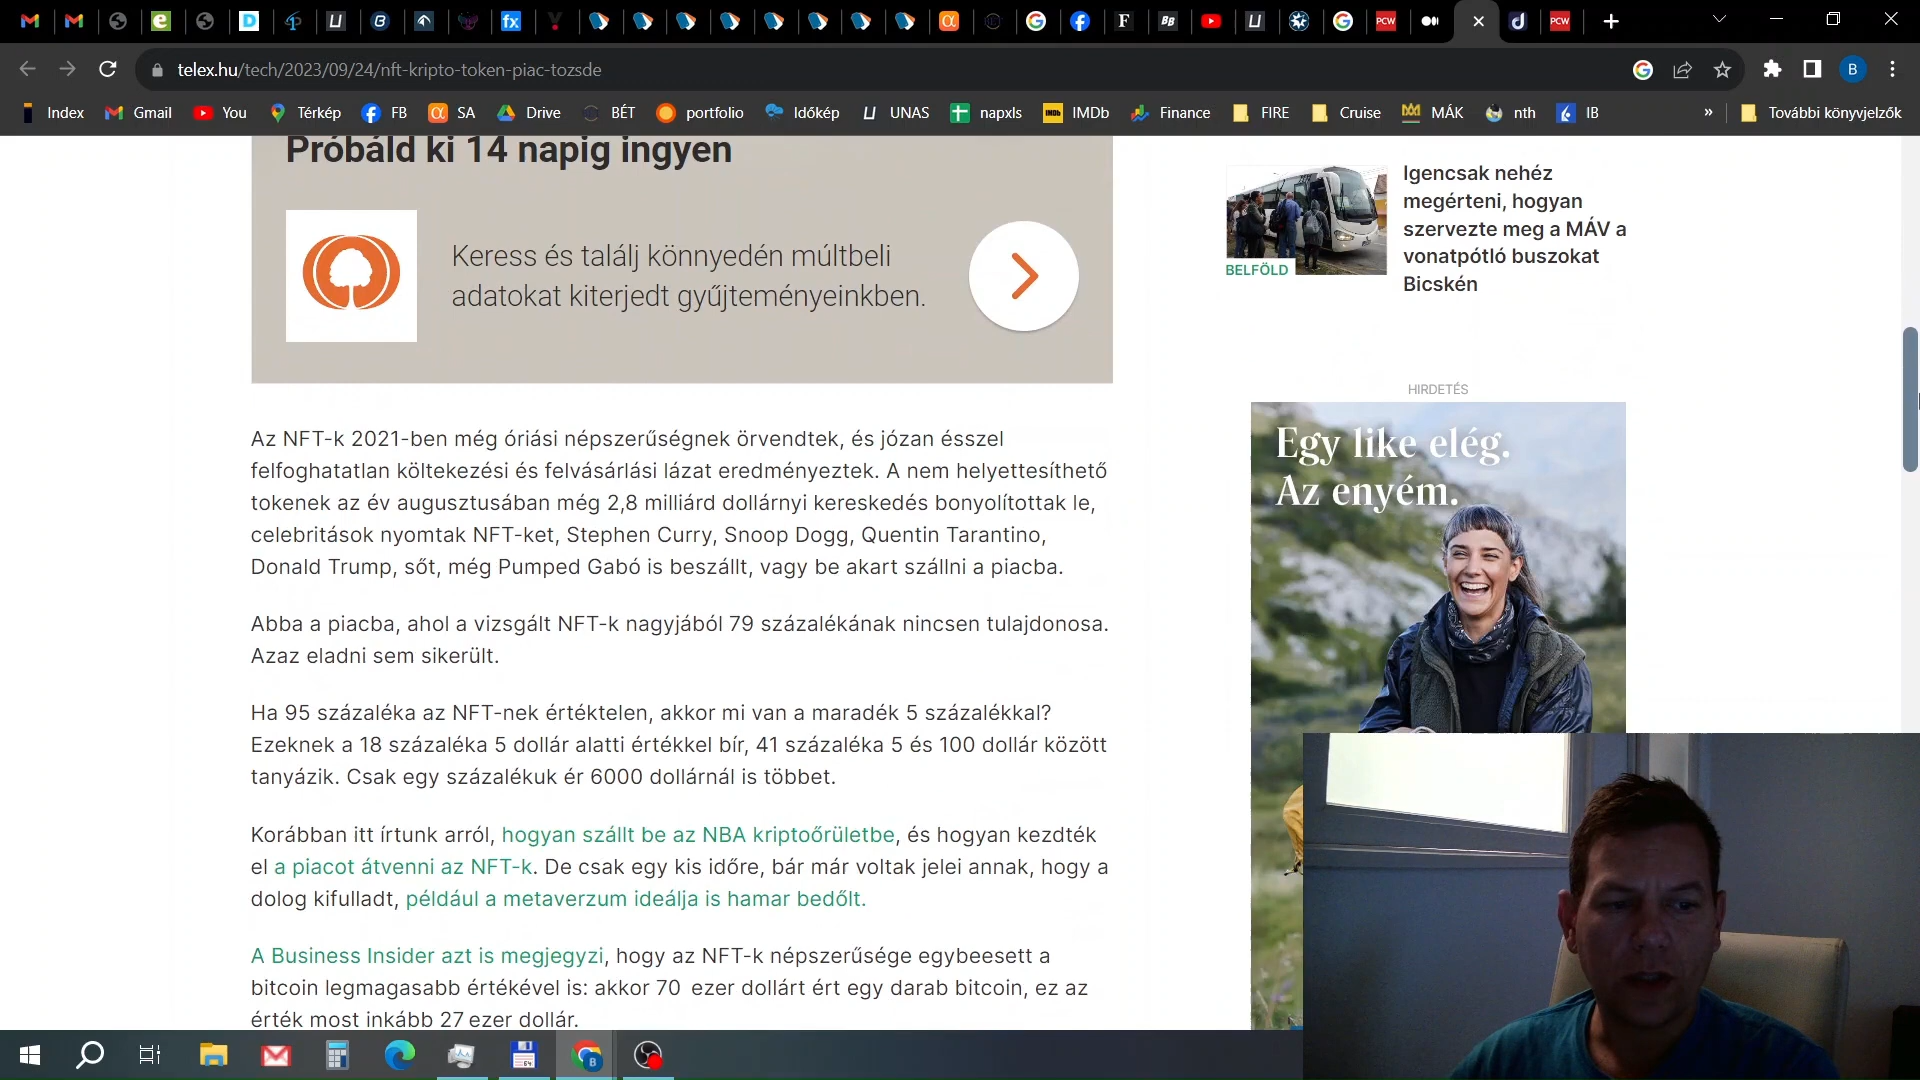 telex.hu/tech/2023/09/24/nft-kripto-token-piac-tozsde
Index Gmail You Térkép FB SA Drive BÉT portfolio Időkép UNAS napxls IMDb Finance FIRE Cruise MÁK nth IB » További könyvjelzők
Próbáld ki 14 napig ingyen
Keress és találj könnyedén múltbeli
adatokat kiterjedt gyűjteményeinkben.
Az NFT-k 2021-ben még óriási népszerűségnek örvendtek, és józan ésszel
felfoghatatlan költekezési és felvásárlási lázat eredményeztek. A nem helyettesíthető
tokenek az év augusztusában még 2,8 milliárd dollárnyi kereskedés bonyolítottak le,
celebritások nyomtak NFT-ket, Stephen Curry, Snoop Dogg, Quentin Tarantino,
Donald Trump, sőt, még Pumped Gabó is beszállt, vagy be akart szállni a piacba.
Abba a piacba, ahol a vizsgált NFT-k nagyjából 79 százalékának nincsen tulajdonosa.
Azaz eladni sem sikerült.
Ha 95 százaléka az NFT-nek értéktelen, akkor mi van a maradék 5 százalékkal?
Ezeknek a 18 százaléka 5 dollár alatti értékkel bír, 41 százaléka 5 és 100 dollár között
tanyázik. Csak egy százalékuk ér 6000 dollárnál is többet.
Korábban itt írtunk arról, hogyan szállt be az NBA kriptoőrületbe, és hogyan kezdték
el a piacot átvenni az NFT-k. De csak egy kis időre, bár már voltak jelei annak, hogy a
dolog kifulladt, például a metaverzum ideálja is hamar bedőlt.
A Business Insider azt is megjegyzi, hogy az NFT-k népszerűsége egybeesett a
bitcoin legmagasabb értékével is: akkor 70 ezer dollárt ért egy darab bitcoin, ez az
érték most inkább 27 ezer dollár.
Igencsak nehéz
megérteni, hogyan
szervezte meg a MÁV a
vonatpótló buszokat
Bicskén
BELFÖLD
HIRDETÉS
Egy like elég.
Az enyém.